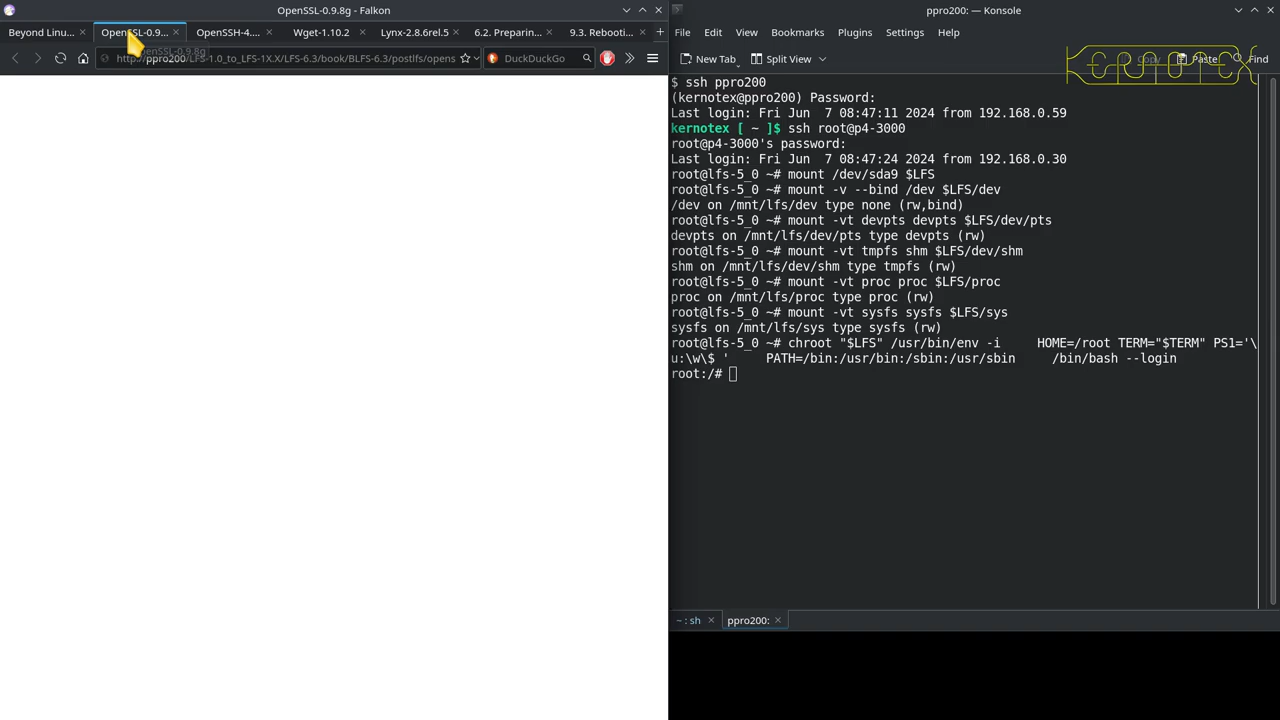 OpenSSL-0.9.8g - Falkon
Beyond Linu...
OpenSSL-0.9...
OpenSSH-4....
Wget-1.10.2
Lynx-2.8.6rel.5
6.2. Preparin...
9.3. Rebooti...
OpenSSL-0.9.8g
http://ppro200/LFS-1.0_to_LFS-1X.X/LFS-6.3/book/BLFS-6.3/postlfs/opens
DuckDuckGo
ppro200: — Konsole
File Edit View Bookmarks Plugins Settings Help
New Tab Split View Copy Paste Find
KERNOTEX
$ ssh ppro200
(kernotex@ppro200) Password:
Last login: Fri Jun  7 08:47:11 2024 from 192.168.0.59
kernotex [ ~ ]$ ssh root@p4-3000
root@p4-3000's password:
Last login: Fri Jun  7 08:47:24 2024 from 192.168.0.30
root@lfs-5_0 ~# mount /dev/sda9 $LFS
root@lfs-5_0 ~# mount -v --bind /dev $LFS/dev
/dev on /mnt/lfs/dev type none (rw,bind)
root@lfs-5_0 ~# mount -vt devpts devpts $LFS/dev/pts
devpts on /mnt/lfs/dev/pts type devpts (rw)
root@lfs-5_0 ~# mount -vt tmpfs shm $LFS/dev/shm
shm on /mnt/lfs/dev/shm type tmpfs (rw)
root@lfs-5_0 ~# mount -vt proc proc $LFS/proc
proc on /mnt/lfs/proc type proc (rw)
root@lfs-5_0 ~# mount -vt sysfs sysfs $LFS/sys
sysfs on /mnt/lfs/sys type sysfs (rw)
root@lfs-5_0 ~# chroot "$LFS" /usr/bin/env -i     HOME=/root TERM="$TERM" PS1='\
u:\w\$ '     PATH=/bin:/usr/bin:/sbin:/usr/sbin     /bin/bash --login
root:/#
~ : sh
ppro200: